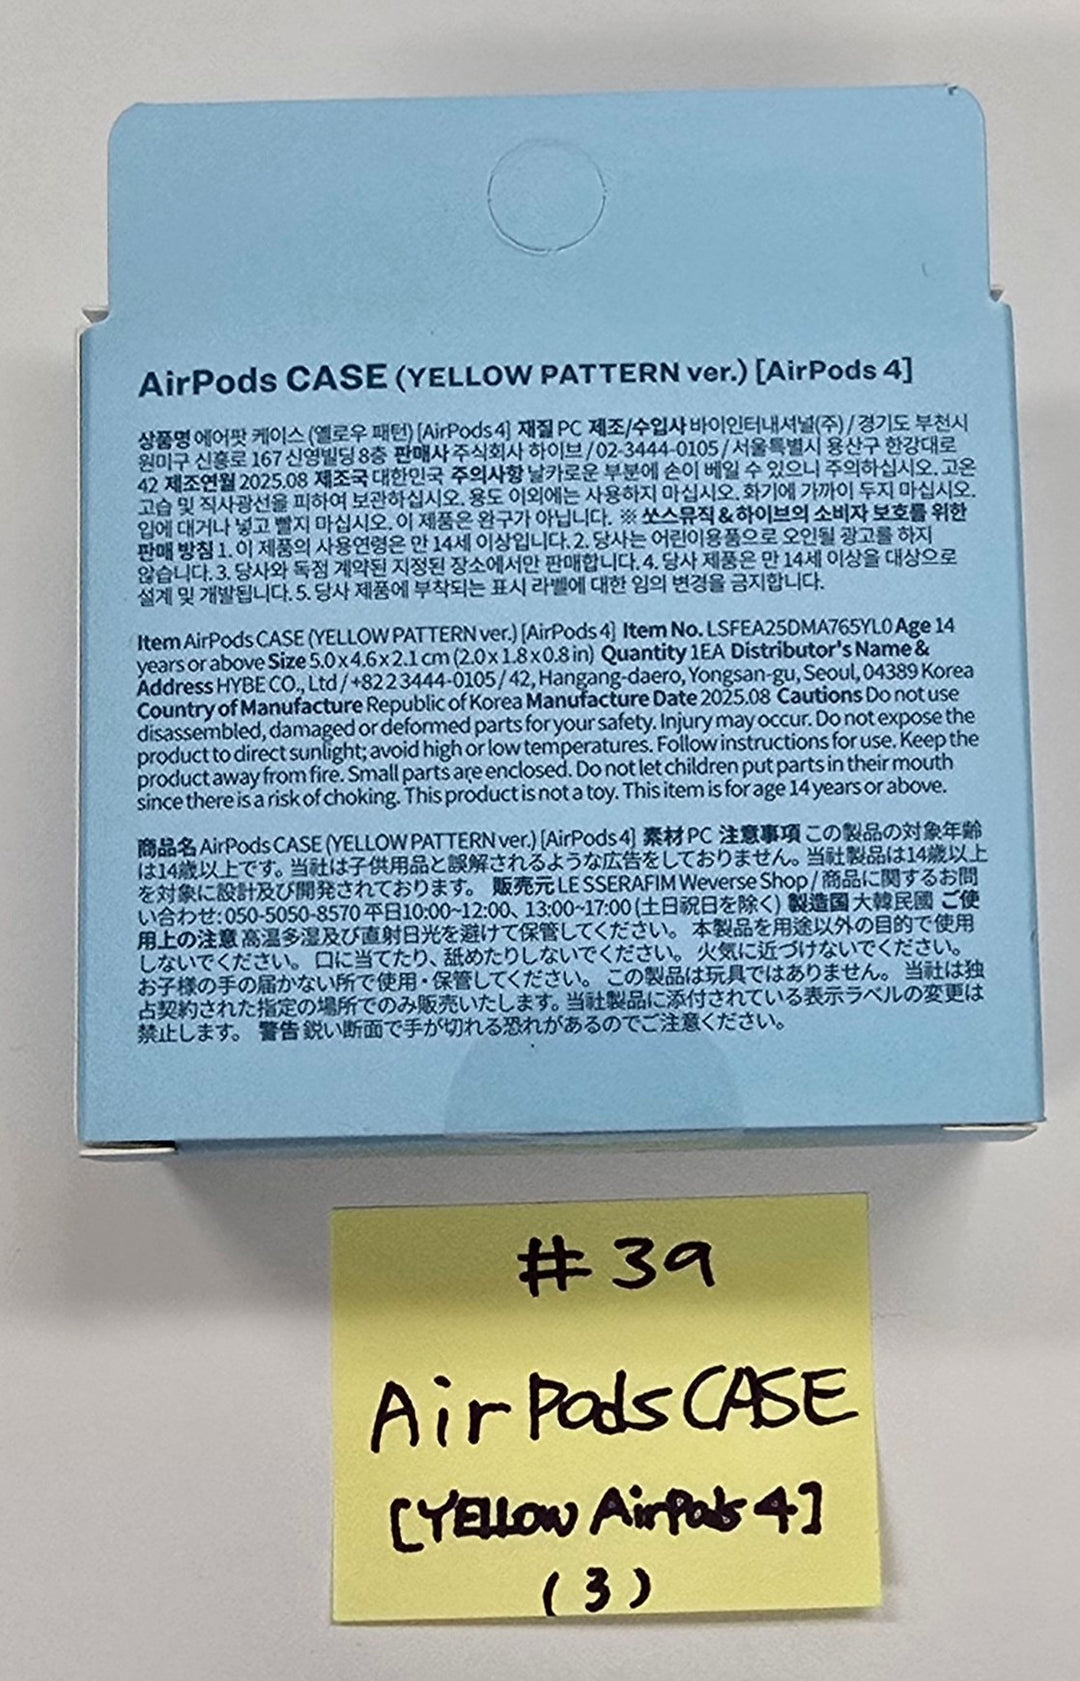 AirPods CASE (YELLOW PATTERN ver.) [AirPods 4]
상품명 에어팟 케이스 (옐로우 패턴) [AirPods 4] 재질 PC 제조/수입사 바이인터내셔널(주) / 경기도 부천시
원미구 신흥로 167 신영빌딩 8층 판매사 주식회사 하이브 / 02-3444-0105 / 서울특별시 용산구 한강대로
42 제조연월 2025.08 제조국 대한민국 주의사항 날카로운 부분에 손이 베일 수 있으니 주의하십시오. 고온
고습 및 직사광선을 피하여 보관하십시오. 용도 이외에는 사용하지 마십시오. 화기에 가까이 두지 마십시오.
입에 대거나 넣고 빨지 마십시오. 이 제품은 완구가 아닙니다. ※ 쏘스뮤직 & 하이브의 소비자 보호를 위한
판매 방침 1. 이 제품의 사용연령은 만 14세 이상입니다. 2. 당사는 어린이용품으로 오인될 광고를 하지
않습니다. 3. 당사와 독점 계약된 지정된 장소에서만 판매합니다. 4. 당사 제품은 만 14세 이상을 대상으로
설계 및 개발됩니다. 5. 당사 제품에 부착되는 표시 라벨에 대한 임의 변경을 금지합니다.
Item AirPods CASE (YELLOW PATTERN ver.) [AirPods 4] Item No. LSFEA25DMA765YL0 Age 14
years or above Size 5.0 x 4.6 x 2.1 cm (2.0 x 1.8 x 0.8 in) Quantity 1EA Distributor's Name &
Address HYBE CO., Ltd / +82 2 3444-0105 / 42, Hangang-daero, Yongsan-gu, Seoul, 04389 Korea
Country of Manufacture Republic of Korea Manufacture Date 2025.08 Cautions Do not use
disassembled, damaged or deformed parts for your safety. Injury may occur. Do not expose the
product to direct sunlight; avoid high or low temperatures. Follow instructions for use. Keep the
product away from fire. Small parts are enclosed. Do not let children put parts in their mouth
since there is a risk of choking. This product is not a toy. This item is for age 14 years or above.
商品名 AirPods CASE (YELLOW PATTERN ver.) [AirPods 4] 素材 PC 注意事項 この製品の対象年齢
は14歳以上です。当社は子供用品と誤解されるような広告をしておりません。当社製品は14歳以上
を対象に設計及び開発されております。 販売元 LE SSERAFIM Weverse Shop / 商品に関するお問
い合わせ : 050-5050-8570 平日10:00~12:00、13:00~17:00 (土日祝日を除く) 製造国 大韓民國 ご使
用上の注意 高温多湿及び直射日光を避けて保管してください。 本製品を用途以外の目的で使用
しないでください。 口に当てたり、舐めたりしないでください。 火気に近づけないでください。
お子様の手の届かない所で使用・保管してください。 この製品は玩具ではありません。 当社は独
占契約された指定の場所でのみ販売いたします。当社製品に添付されている表示ラベルの変更は
禁止します。 警告 鋭い断面で手が切れる恐れがあるのでご注意ください。
#39
AirPods CASE
[YELLOW AirPods 4]
(3)